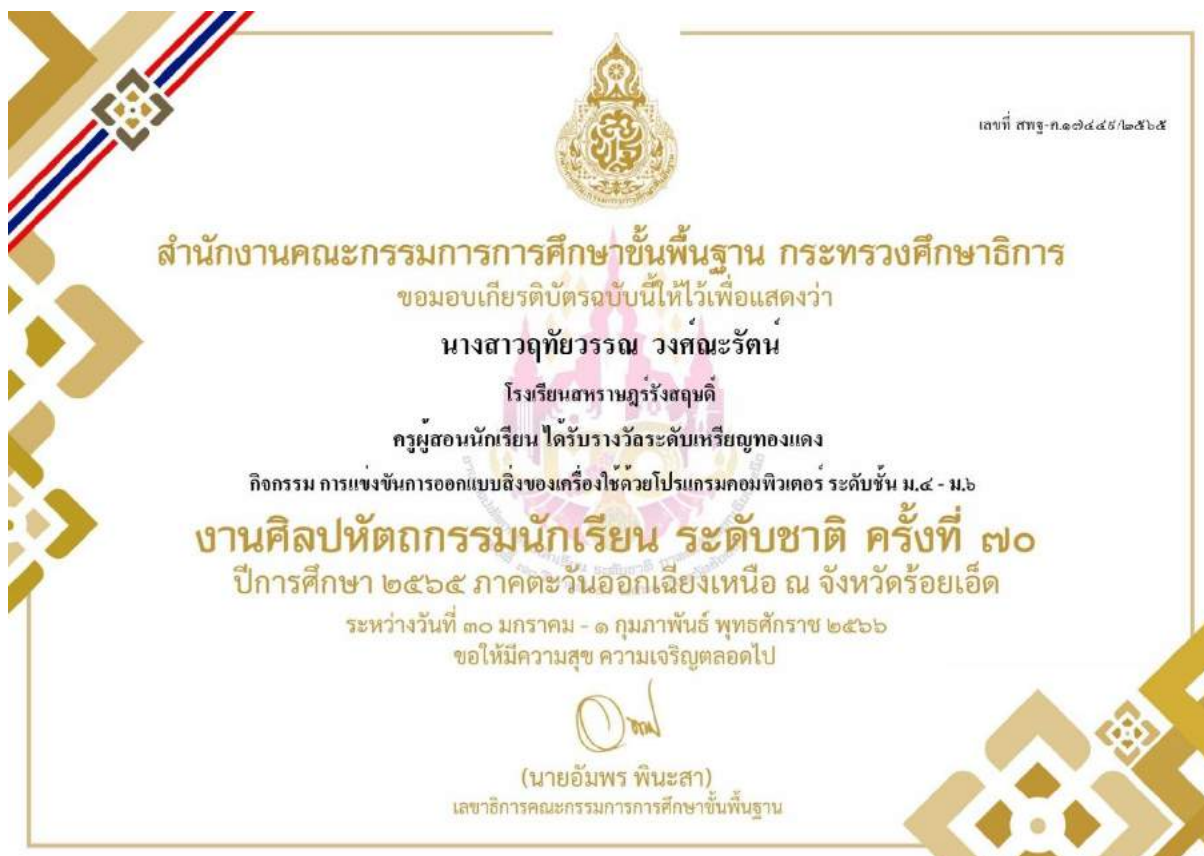 เลขที่ สพฐ-ค.๑๗๔๔๙/๒๕๖๕
สำนักงานคณะกรรมการการศึกษาขั้นพื้นฐาน กระทรวงศึกษาธิการ
ขอมอบเกียรติบัตรฉบับนี้ให้ไว้เพื่อแสดงว่า
นางสาวฤทัยวรรณ วงศ์ณะรัตน์
โรงเรียนสหราษฎร์รังสฤษดิ์
ครูผู้สอนนักเรียน ได้รับรางวัลระดับเหรียญทองแดง
กิจกรรม การแข่งขันการออกแบบสิ่งของเครื่องใช้ด้วยโปรแกรมคอมพิวเตอร์ ระดับชั้น ม.๔ - ม.๖
งานศิลปหัตถกรรมนักเรียน ระดับชาติ ครั้งที่ ๗๐
ปีการศึกษา ๒๕๖๕ ภาคตะวันออกเฉียงเหนือ ณ จังหวัดร้อยเอ็ด
ระหว่างวันที่ ๓๐ มกราคม - ๑ กุมภาพันธ์ พุทธศักราช ๒๕๖๖
ขอให้มีความสุข ความเจริญตลอดไป
(นายอัมพร พินะสา)
เลขาธิการคณะกรรมการการศึกษาขั้นพื้นฐาน